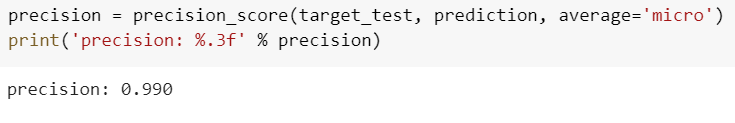 precision = precision_score(target_test, prediction, average='micro')
print('precision: %.3f' % precision)
precision: 0.990